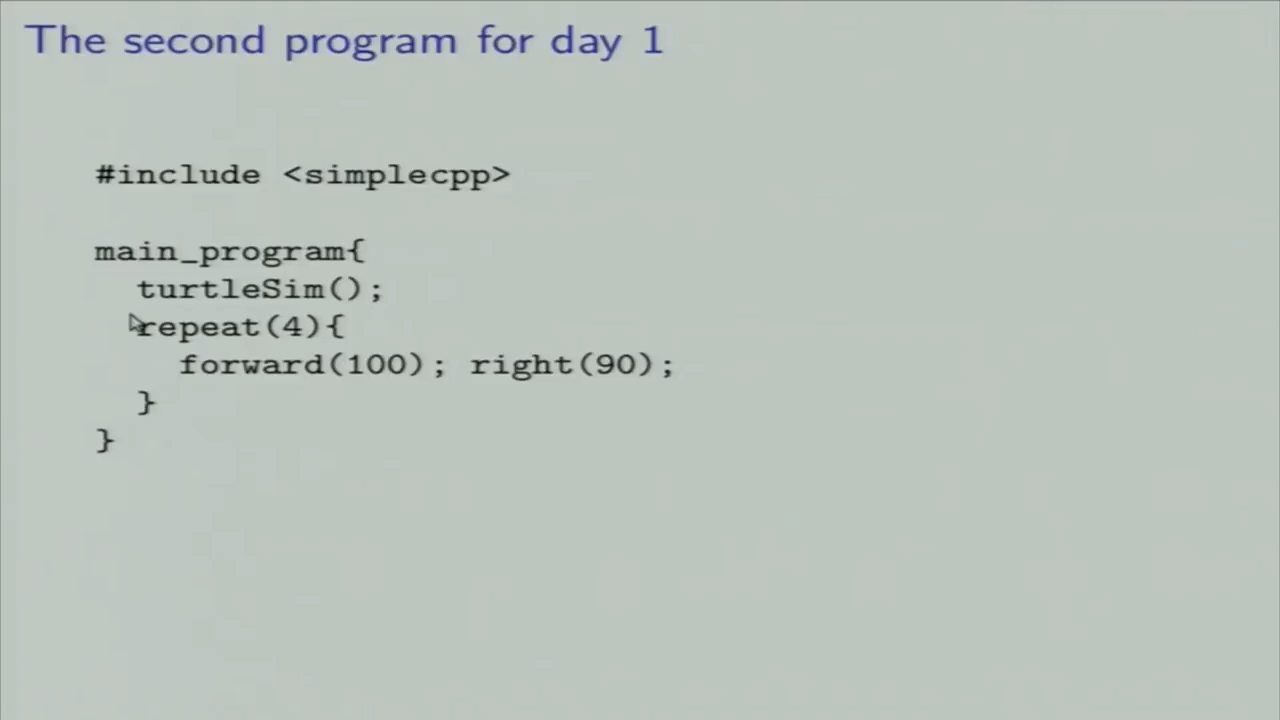 The second program for day 1
#include <simplecpp>
main_program{
turtleSim();
repeat(4){
forward(100); right(90);
}
}